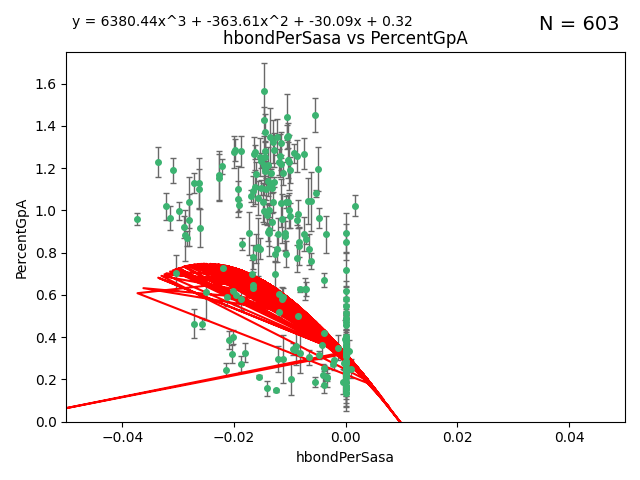 y = 6380.44x^3 + -363.61x^2 + -30.09x + 0.32
N = 603
hbondPerSasa vs PercentGpA
PercentGpA
1.6
1.4
1.2
1.0
0.8
0.6
0.4
0.2
0.0
−0.04
−0.02
0.00
0.02
0.04
hbondPerSasa